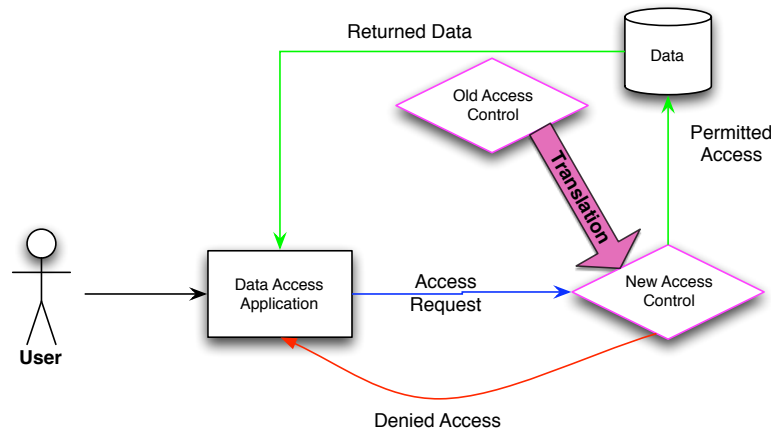 Returned Data
Data
Old Access
Control
Permitted
Access
Translation
Data Access
Application
Access
Request
New Access
Control
User
Denied Access